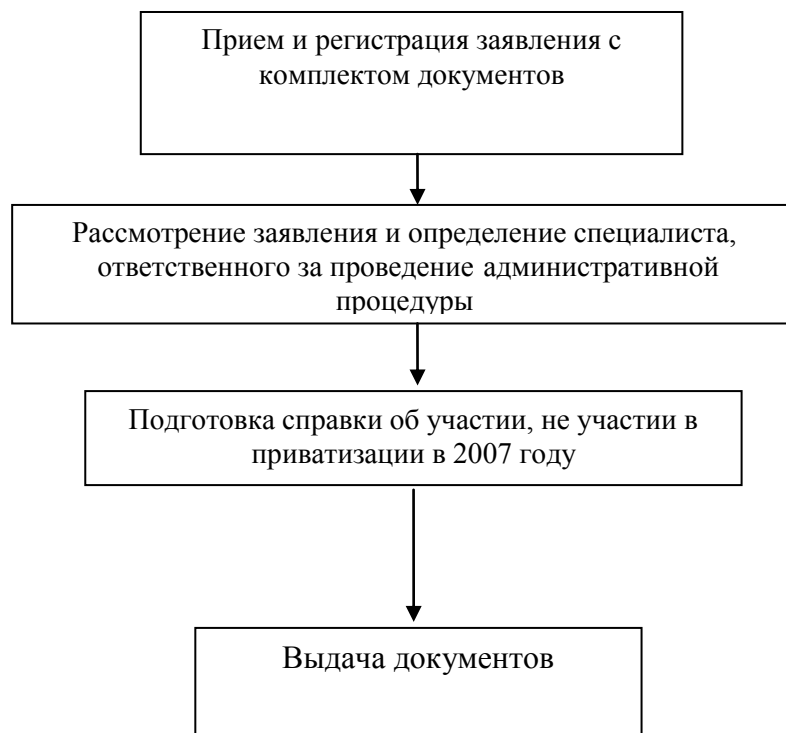 Прием и регистрация заявления с
комплектом документов
Рассмотрение заявления и определение специалиста,
ответственного за проведение административной
процедуры
Подготовка справки об участии, не участии в
приватизации в 2007 году
Выдача документов